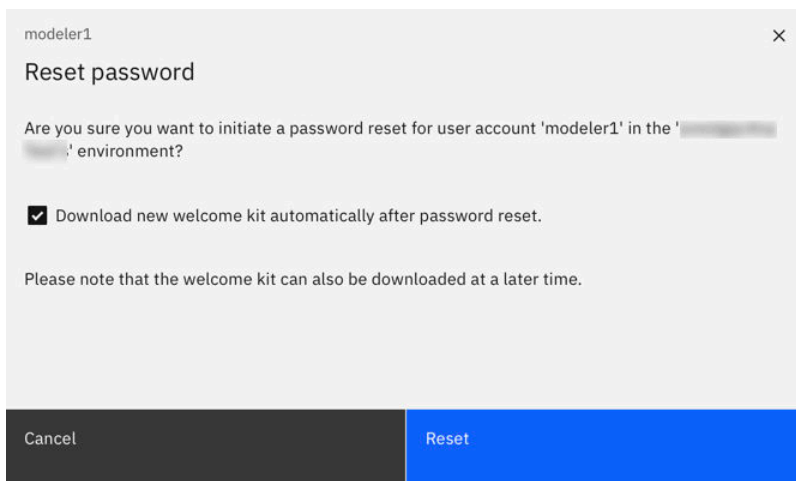 modeler1
Reset password
Are you sure you want to initiate a password reset for user account 'modeler1' in the '
' environment?
Download new welcome kit automatically after password reset.
Please note that the welcome kit can also be downloaded at a later time.
Cancel
Reset